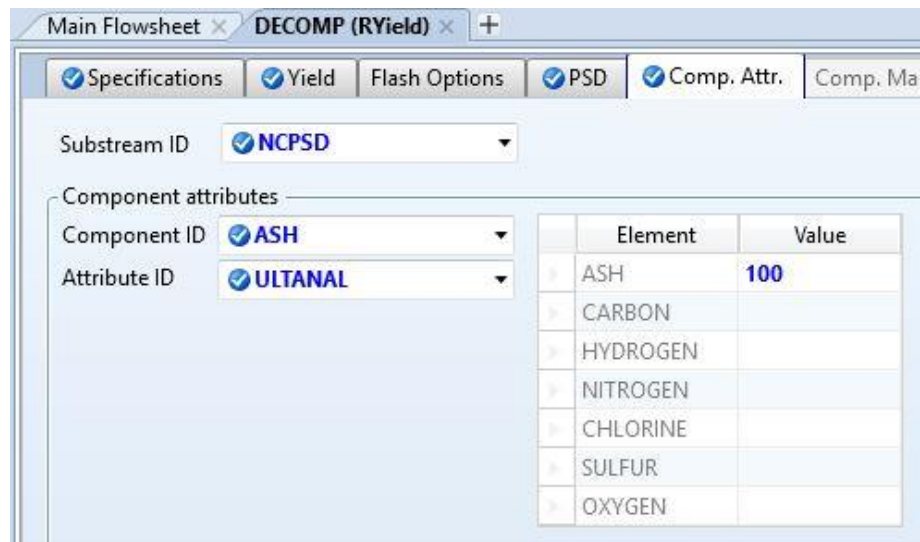 Main Flowsheet × DECOMP (RYield) × +
Specifications Yield Flash Options PSD Comp. Attr. Comp. Ma
Substream ID NCPSD
Component attributes
Component ID ASH
Attribute ID ULTANAL
Element Value
ASH 100
CARBON
HYDROGEN
NITROGEN
CHLORINE
SULFUR
OXYGEN